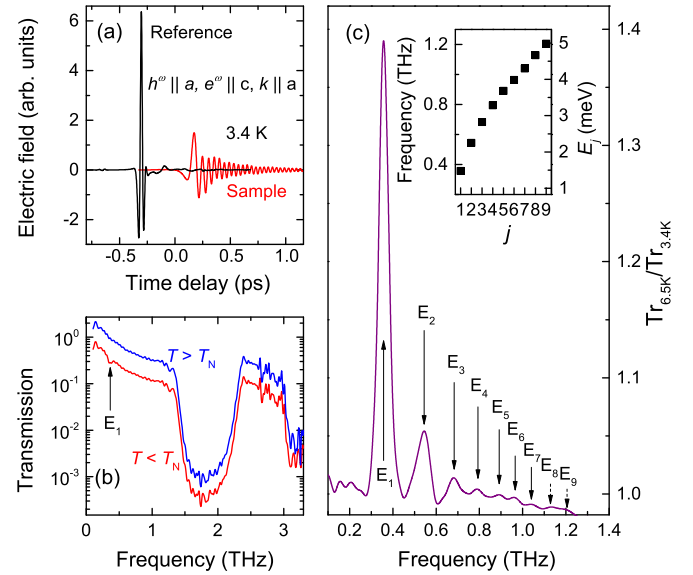 (a)
Reference
h^ω || a, e^ω || c, k || a
3.4 K
Sample
Electric field (arb. units)
6
4
2
0
-2
-0.5 0.0 0.5 1.0
Time delay (ps)
T > T_N
E_1
T < T_N
(b)
Transmission
10^0
10^-1
10^-2
10^-3
0 1 2 3
Frequency (THz)
(c)
Frequency (THz)
1.2
0.8
0.4
5
4
3
2
1
E_j (meV)
123456789
j
E_1
E_2
E_3
E_4
E_5
E_6
E_7
E_8
E_9
1.4
1.3
1.2
1.1
1.0
Tr_6.5K/Tr_3.4K
0.2 0.4 0.6 0.8 1.0 1.2 1.4
Frequency (THz)